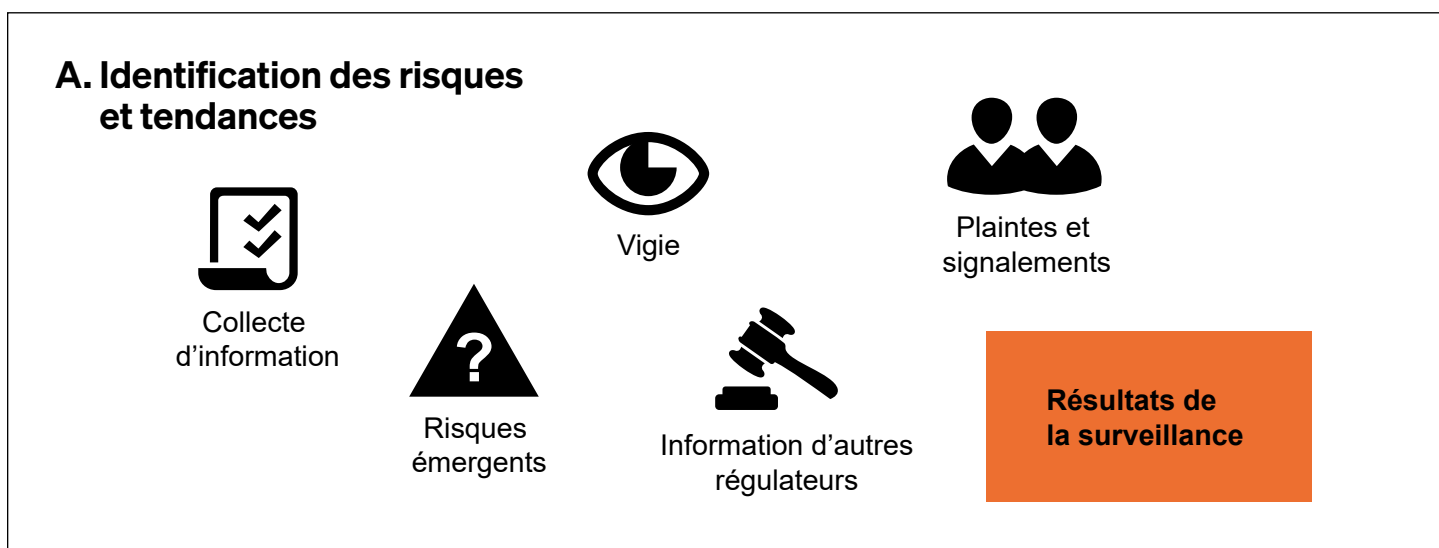 A. Identification des risques
et tendances
Vigie
Plaintes et
signalements
Collecte
d’information
?
Risques
émergents
Information d’autres
régulateurs
Résultats de
la surveillance